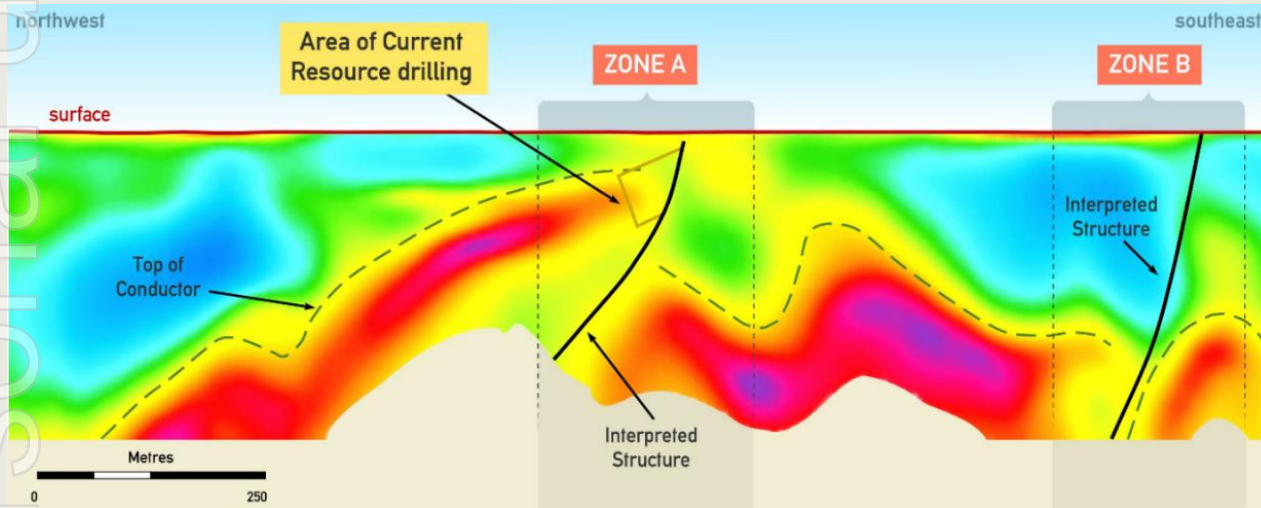 northwest
southeast
Area of Current
Resource drilling
ZONE A
ZONE B
surface
Interpreted
Structure
Top of
Conductor
Interpreted
Structure
Metres
0
250